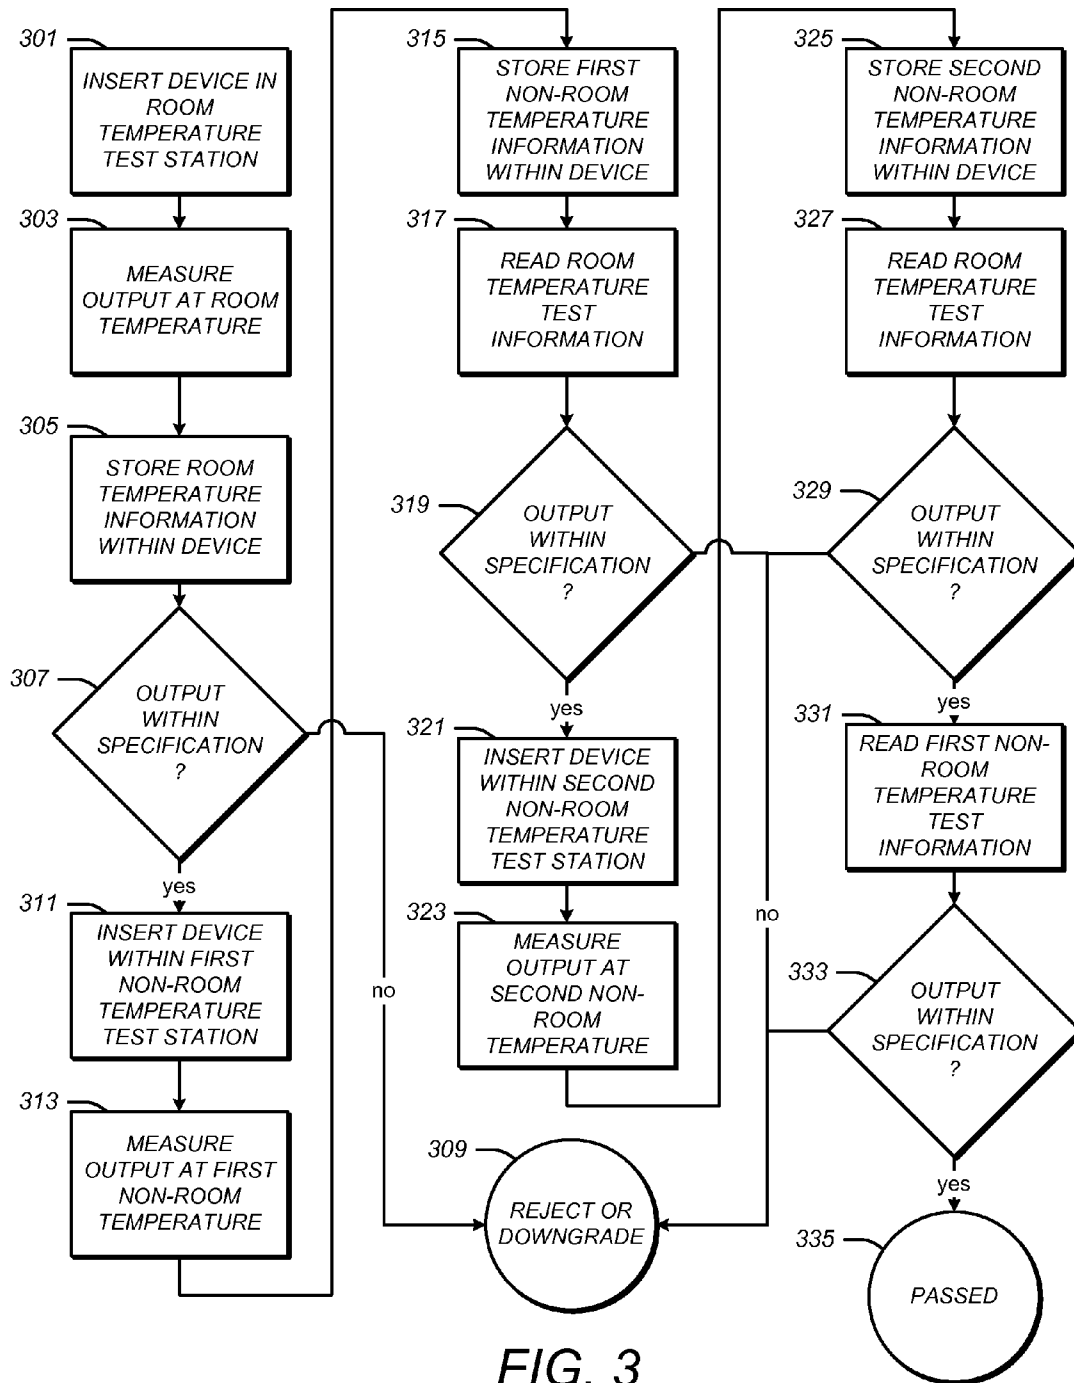 301
INSERT DEVICE IN
ROOM
TEMPERATURE
TEST STATION
303
MEASURE
OUTPUT AT ROOM
TEMPERATURE
305
STORE ROOM
TEMPERATURE
INFORMATION
WITHIN DEVICE
307
OUTPUT
WITHIN
SPECIFICATION
?
yes
no
311
INSERT DEVICE
WITHIN FIRST
NON-ROOM
TEMPERATURE
TEST STATION
313
MEASURE
OUTPUT AT FIRST
NON-ROOM
TEMPERATURE
315
STORE FIRST
NON-ROOM
TEMPERATURE
INFORMATION
WITHIN DEVICE
317
READ ROOM
TEMPERATURE
TEST
INFORMATION
319
OUTPUT
WITHIN
SPECIFICATION
?
yes
321
INSERT DEVICE
WITHIN SECOND
NON-ROOM
TEMPERATURE
TEST STATION
323
MEASURE
OUTPUT AT
SECOND NON-
ROOM
TEMPERATURE
309
REJECT OR
DOWNGRADE
325
STORE SECOND
NON-ROOM
TEMPERATURE
INFORMATION
WITHIN DEVICE
327
READ ROOM
TEMPERATURE
TEST
INFORMATION
329
OUTPUT
WITHIN
SPECIFICATION
?
yes
no
331
READ FIRST NON-
ROOM
TEMPERATURE
TEST
INFORMATION
333
OUTPUT
WITHIN
SPECIFICATION
?
yes
335
PASSED
FIG. 3